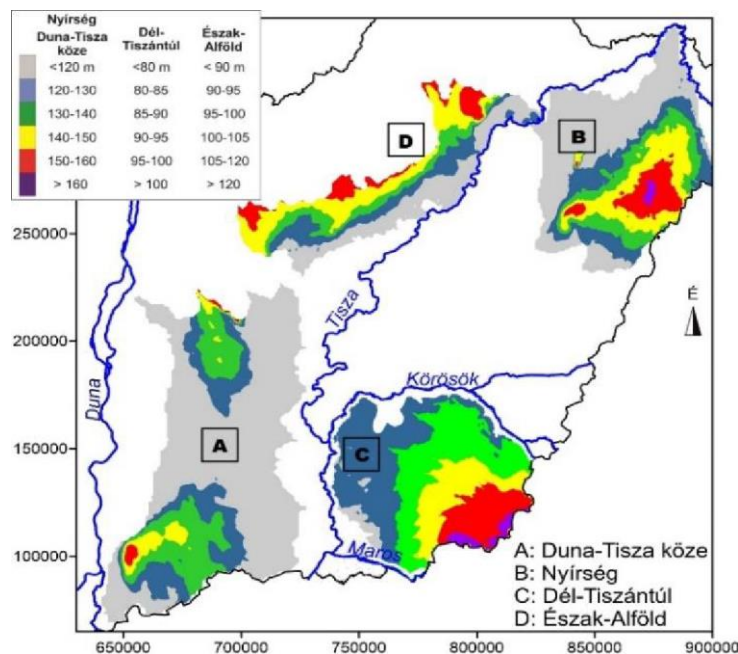 Nyírség
Duna-Tisza köze Dél-Tiszántúl Észak-Alföld
<120 m <80 m < 90 m
120-130 80-85 90-95
130-140 85-90 95-100
140-150 90-95 100-105
150-160 95-100 105-120
> 160 > 100 > 120
D
B
250000
É
200000
Tisza
Duna
Körösök
150000
A
C
100000
Maros
A: Duna-Tisza köze
B: Nyírség
C: Dél-Tiszántúl
D: Észak-Alföld
650000 700000 750000 800000 850000 900000